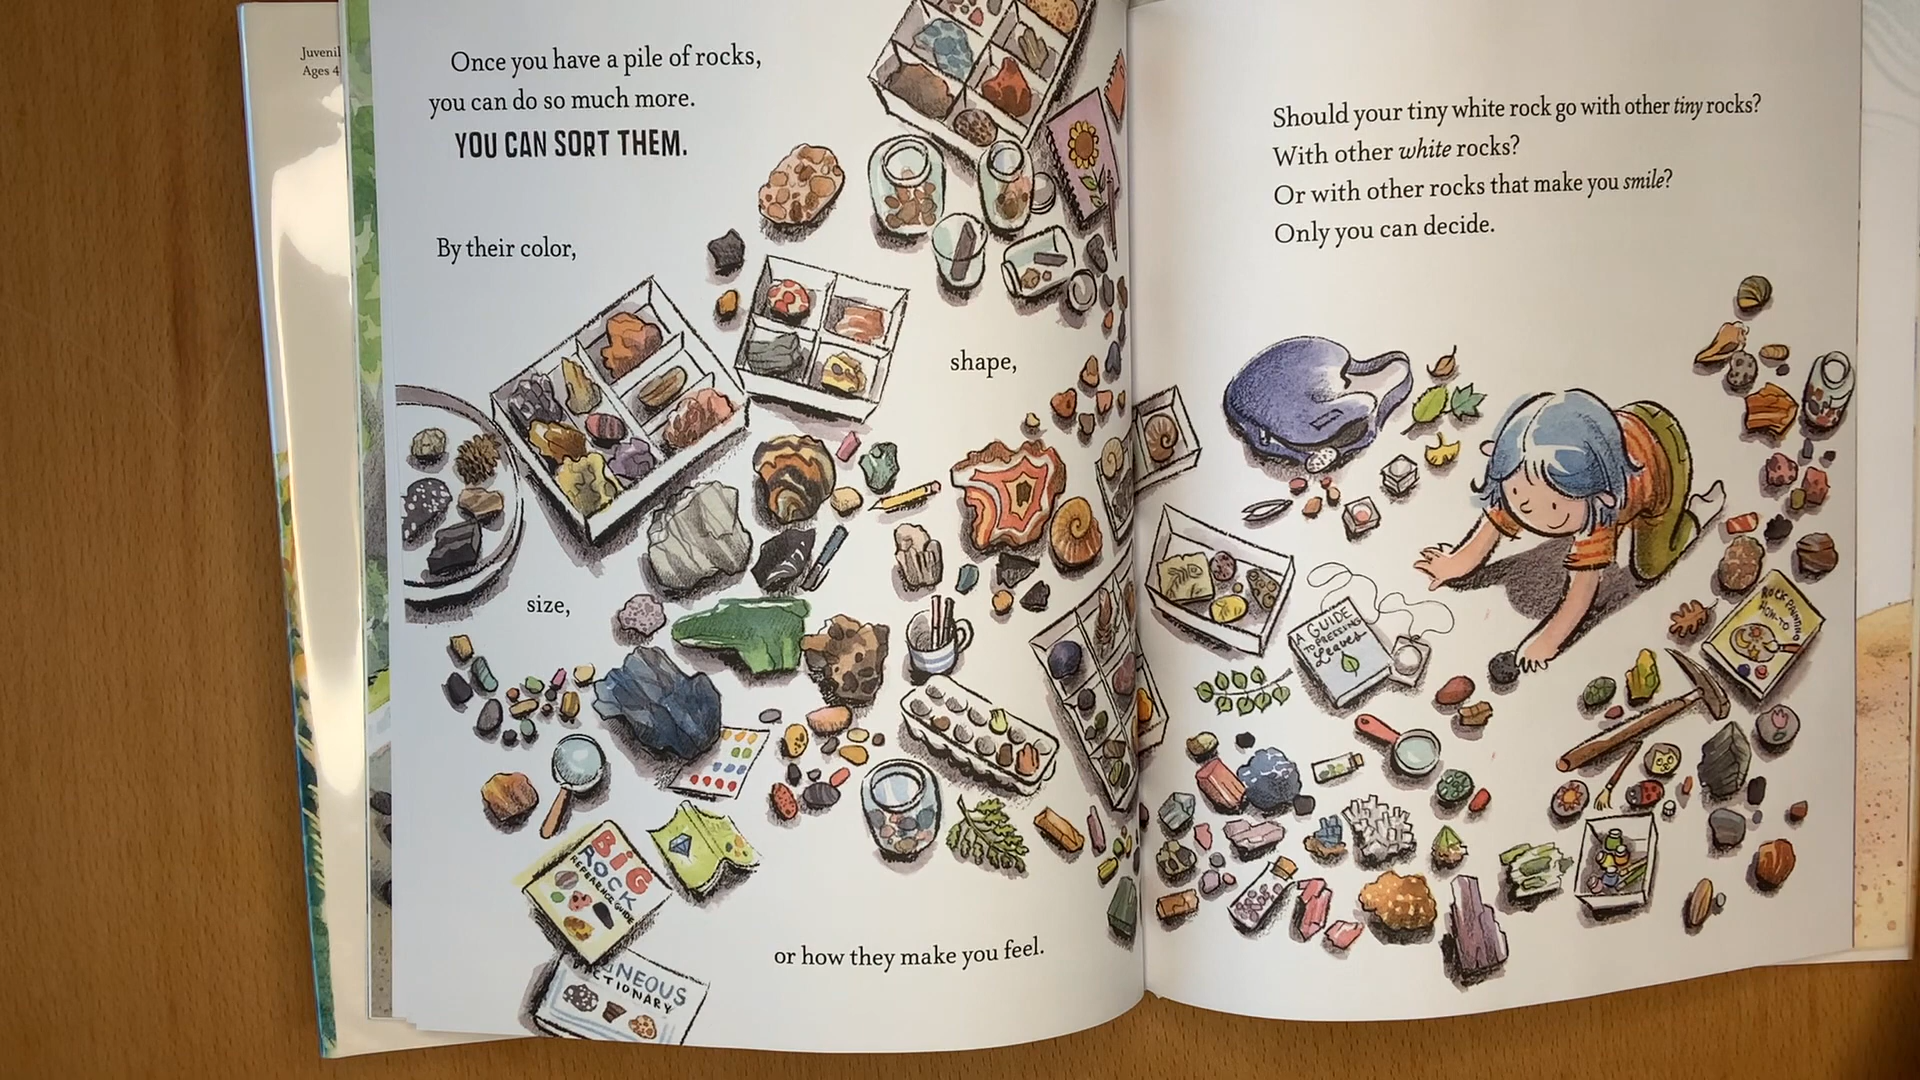 Juvenil
Ages 4
Once you have a pile of rocks,
you can do so much more.
YOU CAN SORT THEM.
By their color,
shape,
size,
or how they make you feel.
BIG
ROCK
REFEARENCE GUIDE
NEOUS
CTIONARY
Should your tiny white rock go with other tiny rocks?
With other white rocks?
Or with other rocks that make you smile?
Only you can decide.
A GUIDE
TO PRESSING
Leaves
ROCK PAINTING
HOW-TO